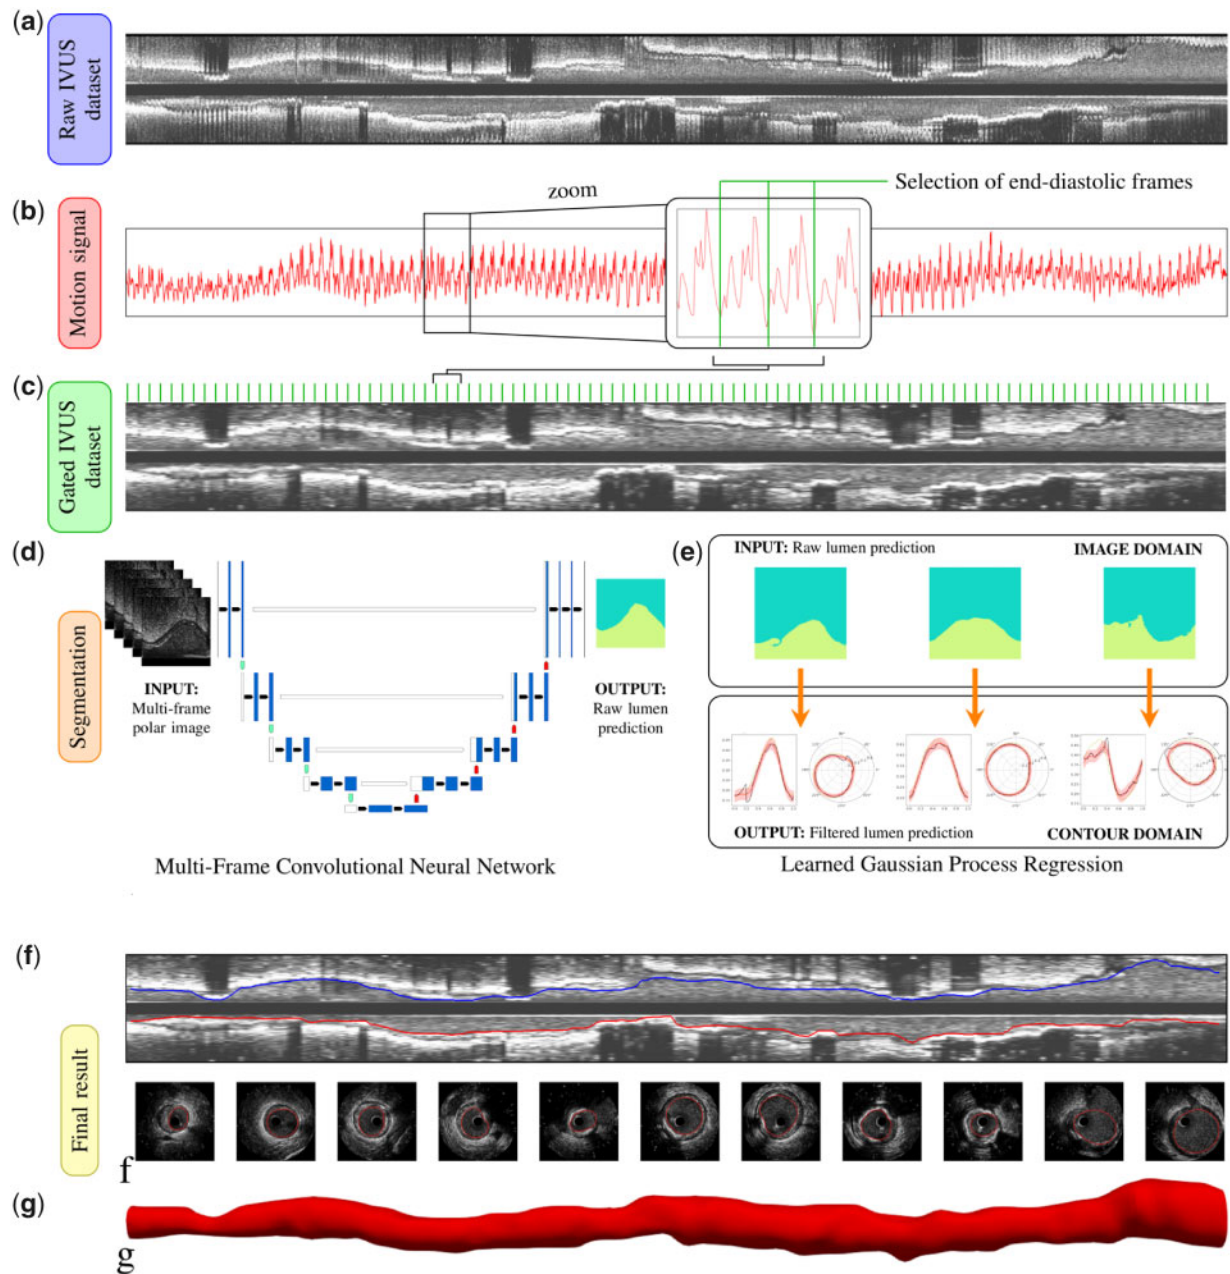 (a)
Raw IVUS
dataset
zoom
Selection of end-diastolic frames
(b)
Motion signal
(c)
Gated IVUS
dataset
(d)
Segmentation
INPUT:
Multi-frame
polar image
OUTPUT:
Raw lumen
prediction
Multi-Frame Convolutional Neural Network
(e)
INPUT: Raw lumen prediction
IMAGE DOMAIN
OUTPUT: Filtered lumen prediction
CONTOUR DOMAIN
Learned Gaussian Process Regression
(f)
Final result
f
(g)
g